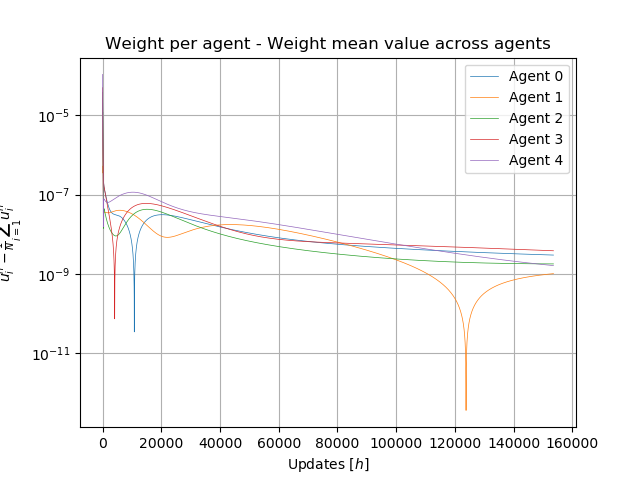 Weight per agent - Weight mean value across agents
Agent 0
Agent 1
Agent 2
Agent 3
Agent 4
10⁻⁵
10⁻⁷
10⁻⁹
10⁻¹¹
0 20000 40000 60000 80000 100000 120000 140000 160000
Updates [h]